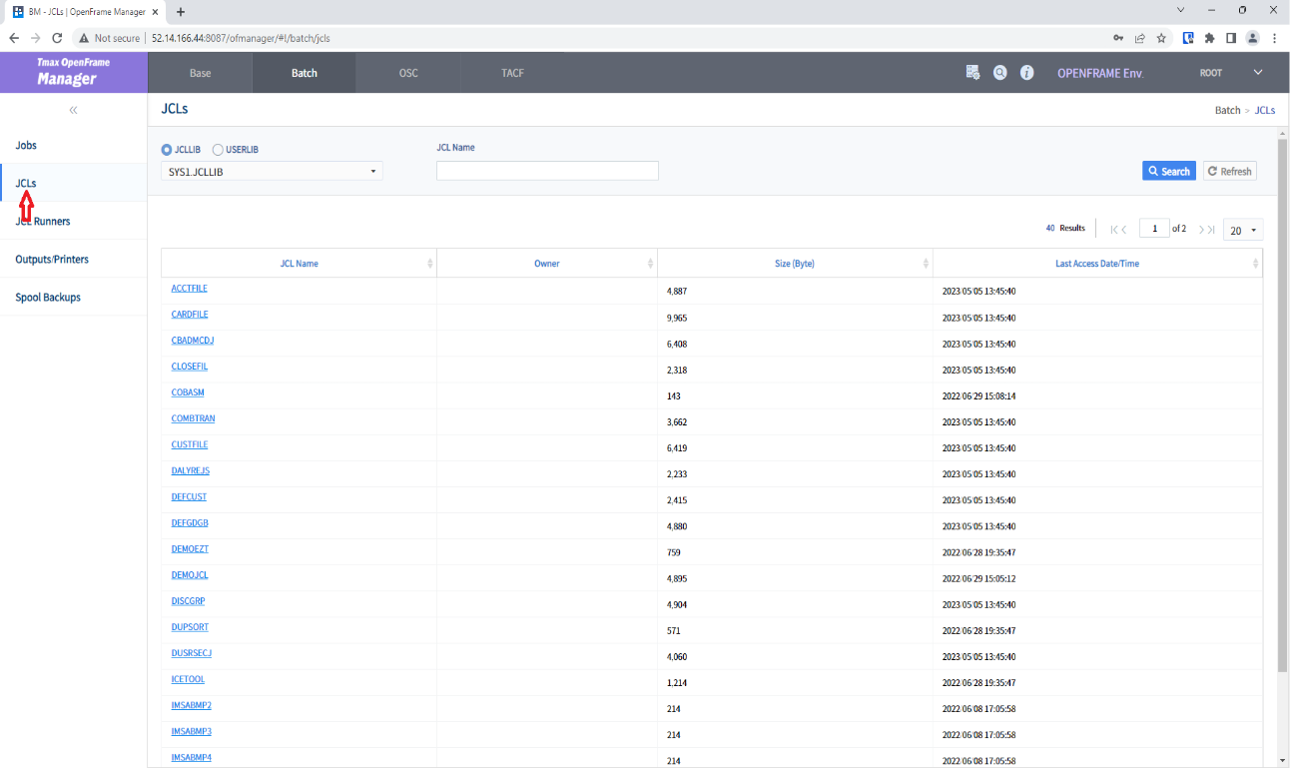 BM - JCLs | OpenFrame Manager
Not secure | 52.14.166.44:8087/ofmanager/#!/batch/jcls
Tmax OpenFrame
Manager
Base Batch OSC TACF
OPENFRAME Env. ROOT
JCLs
Batch > JCLs
Jobs
JCLs
JCL Runners
Outputs/Printers
Spool Backups
JCLLIB USERLIB JCL Name
SYS1.JCLLIB
Search Refresh
40 Results 1 of 2 20
JCL Name Owner Size (Byte) Last Access Date/Time
ACCTFILE 4,887 2023/05/05 13:45:40
CARDFILE 9,965 2023/05/05 13:45:40
CBADMCDJ 6,408 2023/05/05 13:45:40
CLOSEFIL 2,318 2023/05/05 13:45:40
COBASM 143 2022/06/29 15:08:14
COMBTRAN 3,662 2023/05/05 13:45:40
CUSTFILE 6,419 2023/05/05 13:45:40
DALYREJS 2,233 2023/05/05 13:45:40
DEFCUST 2,415 2023/05/05 13:45:40
DEFGDGB 4,880 2023/05/05 13:45:40
DEMOEZT 759 2022/06/28 19:35:47
DEMOJCL 4,895 2022/06/29 15:05:12
DISCGRP 4,904 2023/05/05 13:45:40
DUPSORT 571 2022/06/28 19:35:47
DUSRSECJ 4,060 2023/05/05 13:45:40
ICETOOL 1,214 2022/06/28 19:35:47
IMSABMP2 214 2022/06/08 17:05:58
IMSABMP3 214 2022/06/08 17:05:58
IMSABMP4 214 2022/06/08 17:05:58